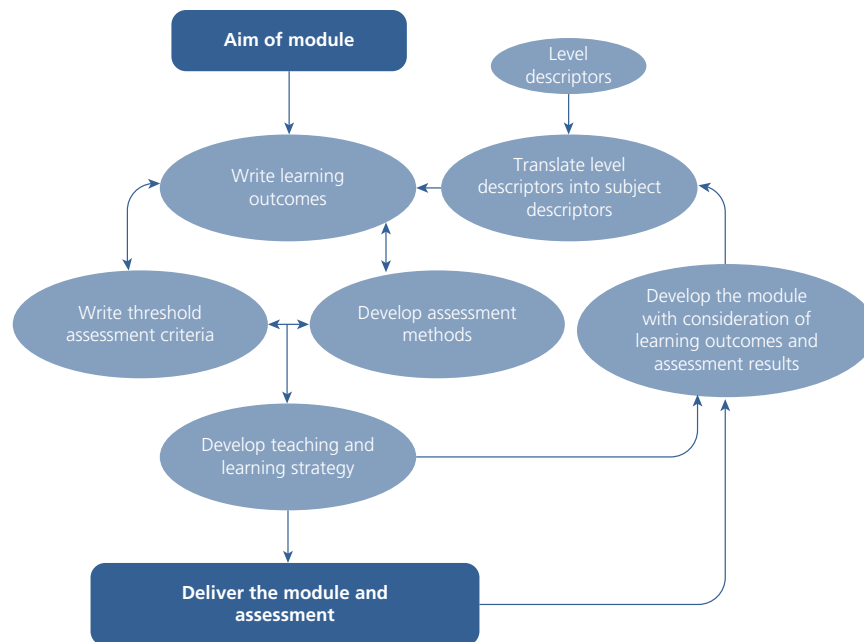 Aim of module
Level
descriptors
Write learning
outcomes
Translate level
descriptors into subject
descriptors
Write threshold
assessment criteria
Develop assessment
methods
Develop the module
with consideration of
learning outcomes and
assessment results
Develop teaching and
learning strategy
Deliver the module and
assessment